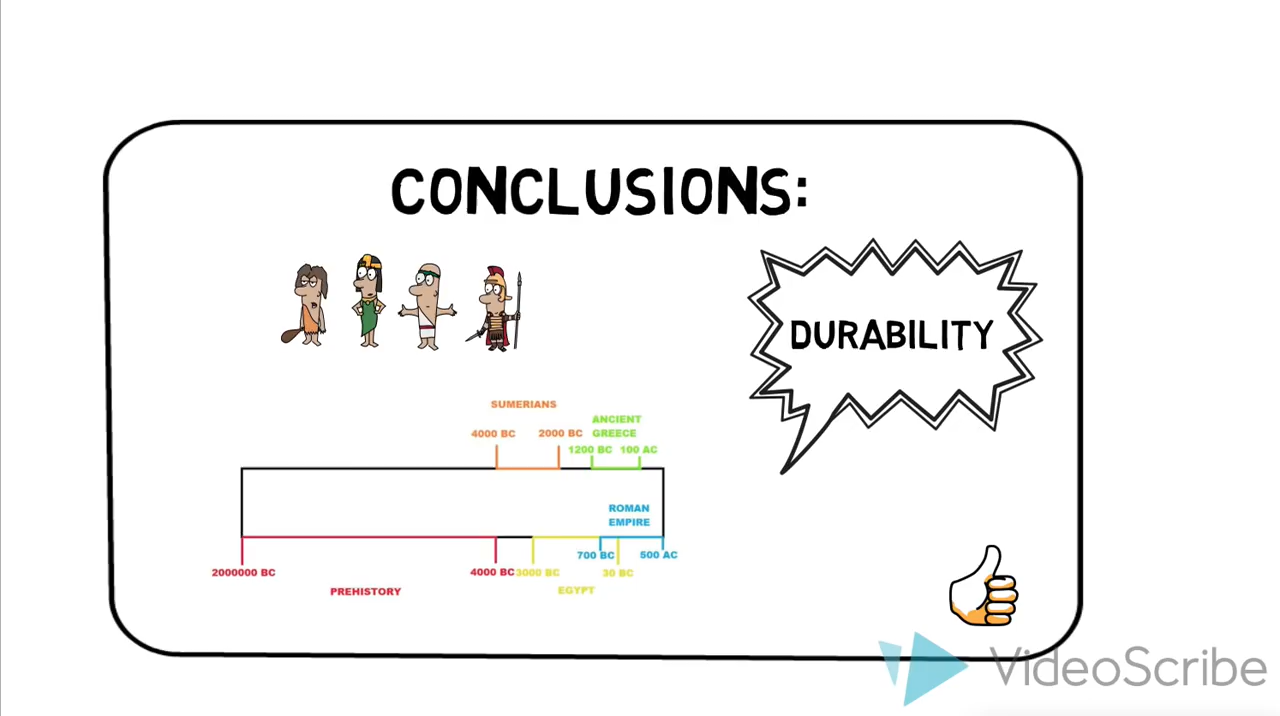 CONCLUSIONS:
DURABILITY
SUMERIANS
ANCIENT
GREECE
4000 BC
2000 BC
1200 BC
100 AC
ROMAN
EMPIRE
700 BC
500 AC
2000000 BC
4000 BC
3000 BC
30 BC
PREHISTORY
EGYPT
VideoScribe